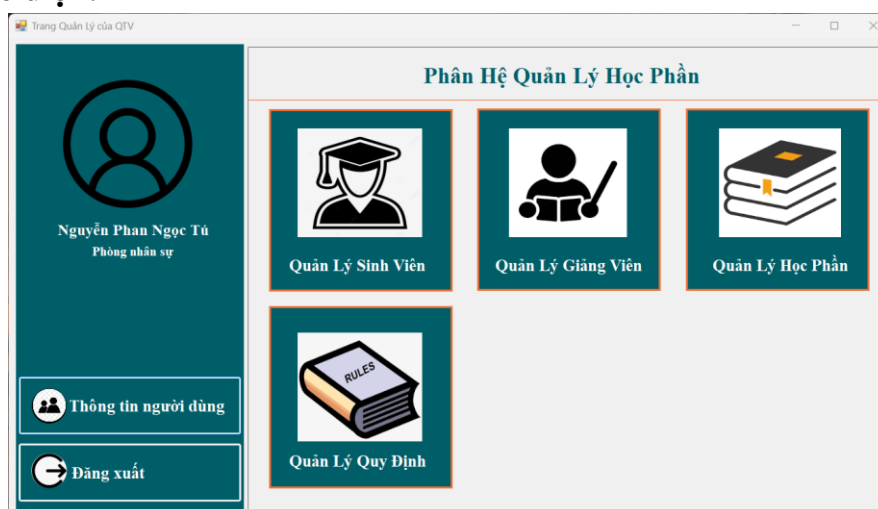 Trang Quản Lý của QTV
Phân Hệ Quản Lý Học Phần
Nguyễn Phan Ngọc Tú
Phòng nhân sự
Thông tin người dùng
Đăng xuất
Quản Lý Sinh Viên
Quản Lý Giảng Viên
Quản Lý Học Phần
RULES
Quản Lý Quy Định